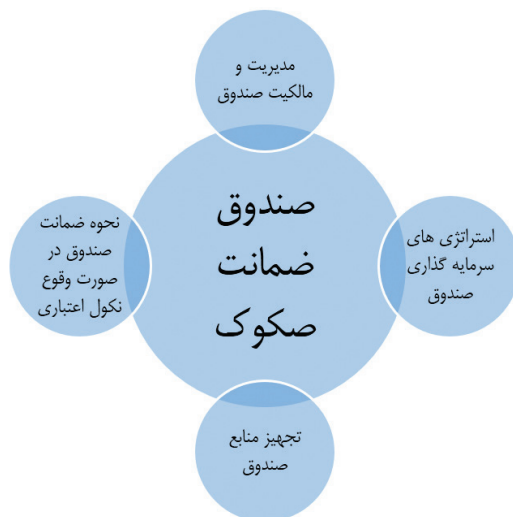 مدیریت و
مالکیت صندوق
صندوق
ضمانت
صکوک
استراتژی های
سرمایه گذاری
صندوق
نحوه ضمانت
صندوق در
صورت وقوع
نکول اعتباری
تجهیز منابع
صندوق